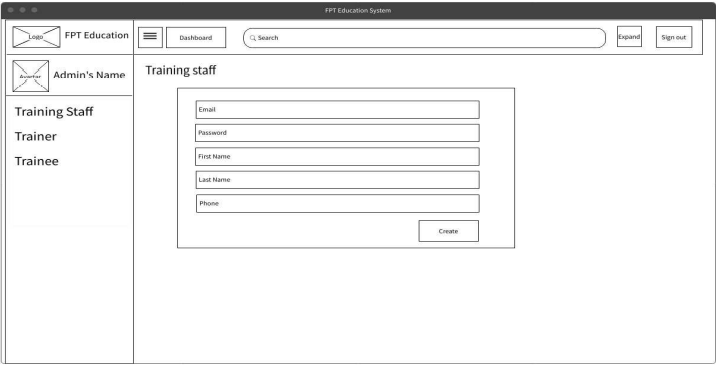 FPT Education System
Logo FPT Education Dashboard Search Expand Sign out
Avartar Admin's Name
Training staff
Training Staff
Trainer
Trainee
Email
Password
First Name
Last Name
Phone
Create